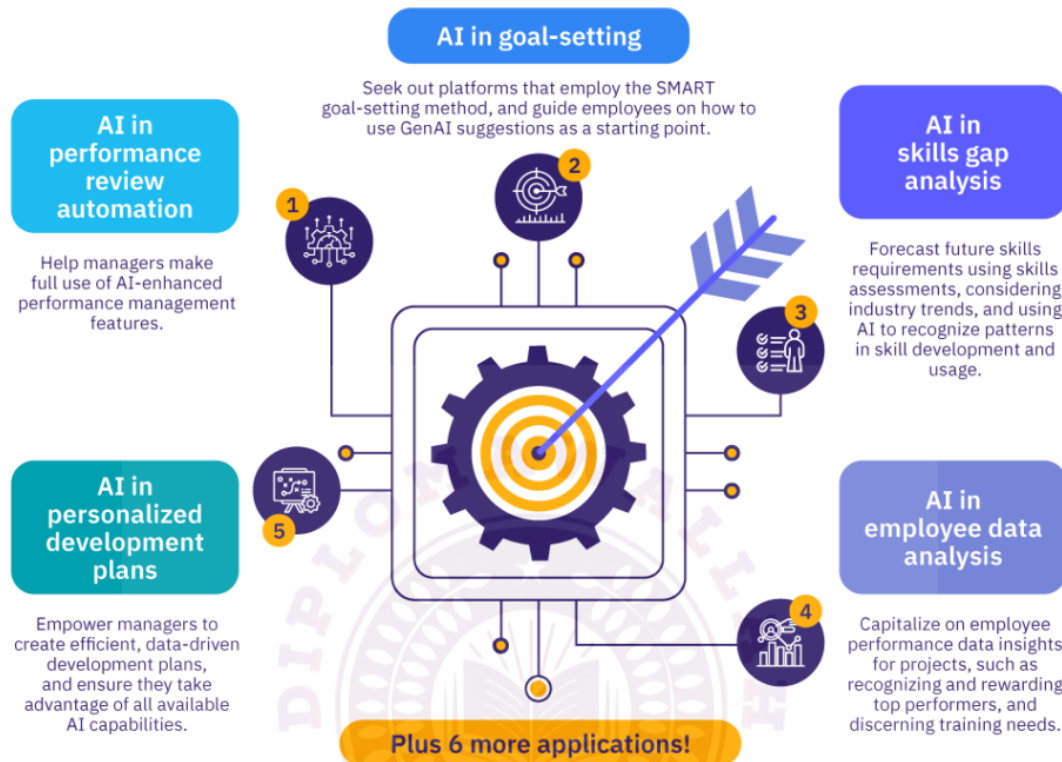 AI in goal-setting
Seek out platforms that employ the SMART
goal-setting method, and guide employees on how to
use GenAI suggestions as a starting point.
AI in
performance
review
automation
Help managers make
full use of AI-enhanced
performance management
features.
1
2
AI in
skills gap
analysis
Forecast future skills
requirements using skills
assessments, considering
industry trends, and using
AI to recognize patterns
in skill development and
usage.
3
AI in
personalized
development
plans
Empower managers to
create efficient, data-driven
development plans,
and ensure they take
advantage of all available
AI capabilities.
5
AI in
employee data
analysis
Capitalize on employee
performance data insights
for projects, such as
recognizing and rewarding
top performers, and
discerning training needs.
4
Plus 6 more applications!